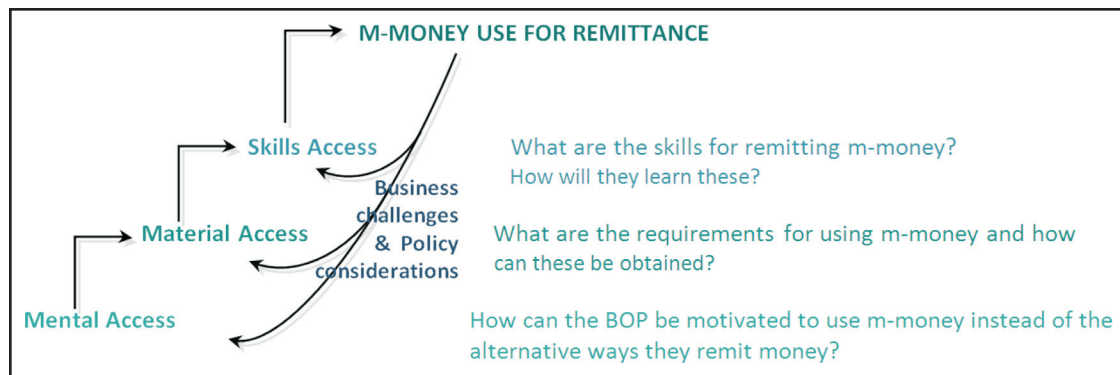 M-MONEY USE FOR REMITTANCE
Skills Access
What are the skills for remitting m-money?
How will they learn these?
Business
challenges
& Policy
considerations
Material Access
What are the requirements for using m-money and how
can these be obtained?
Mental Access
How can the BOP be motivated to use m-money instead of the
alternative ways they remit money?